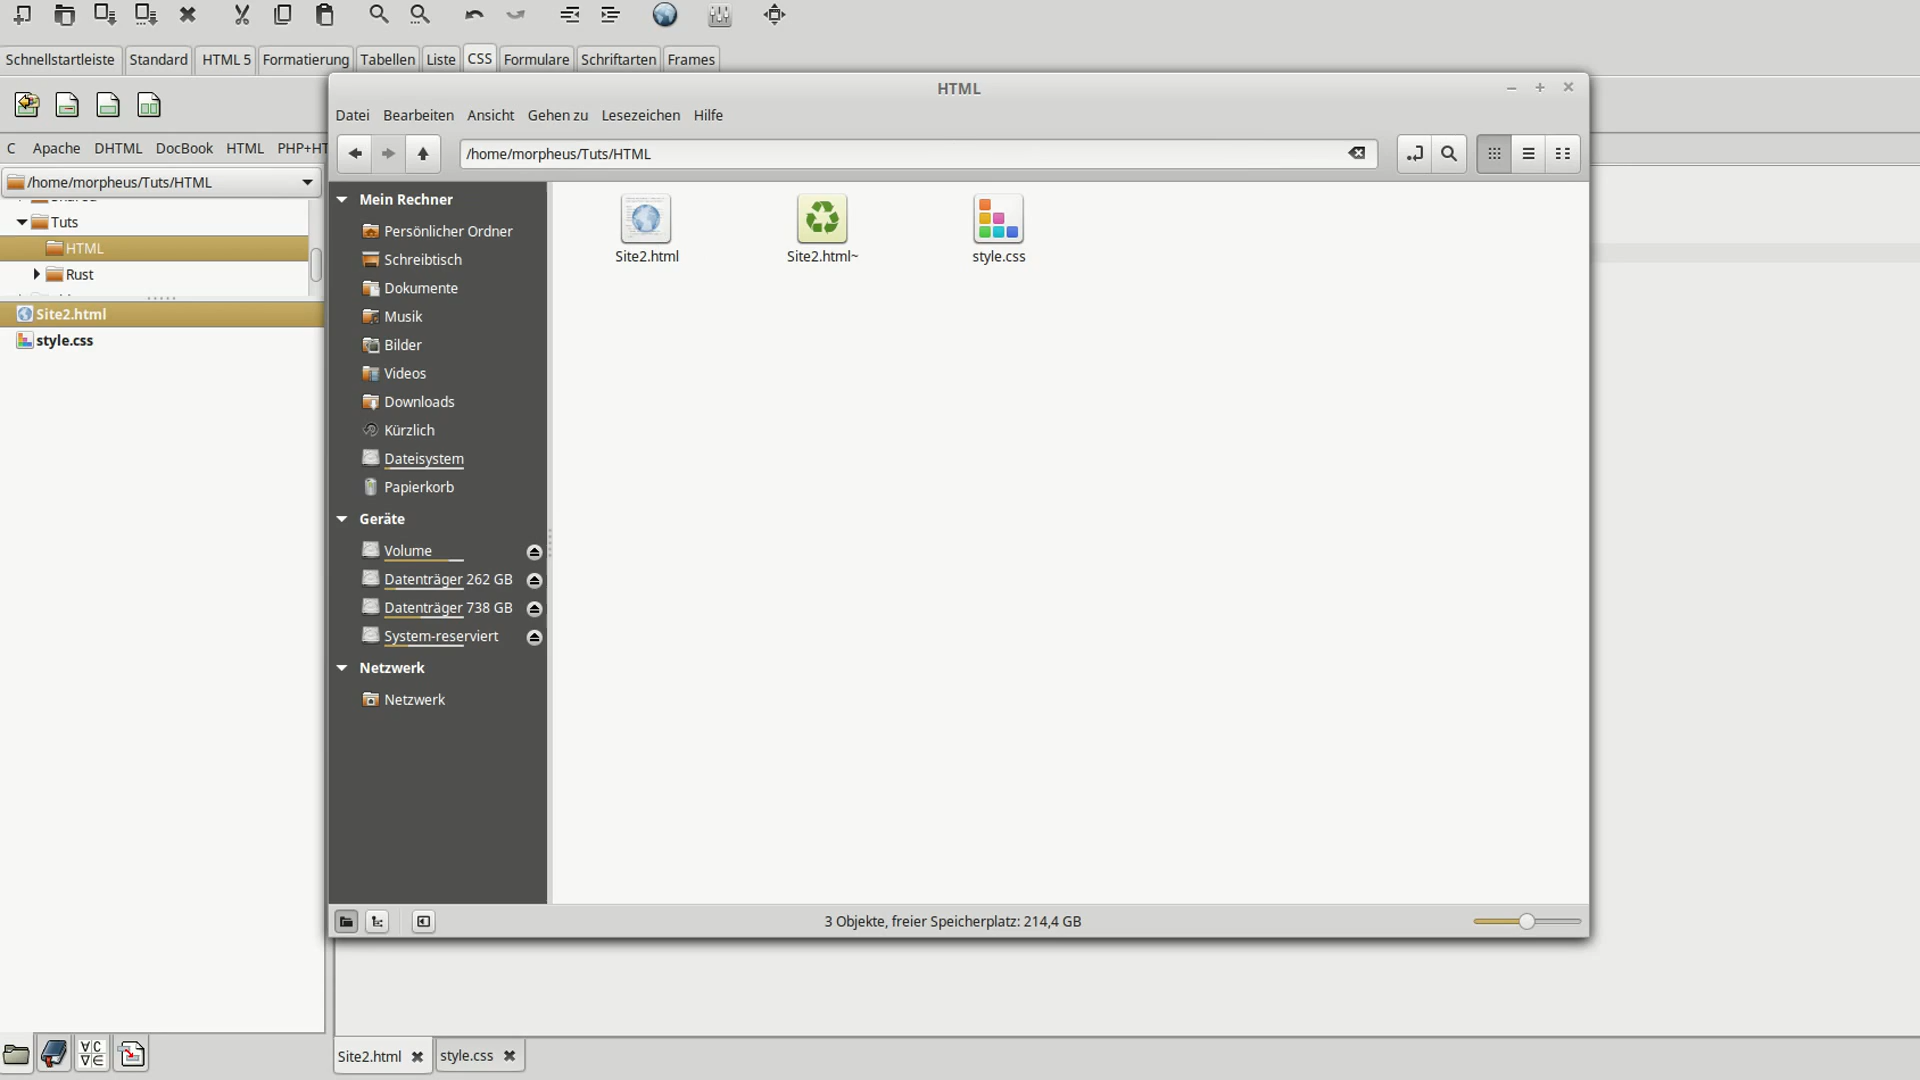 Schnellstartleiste Standard HTML 5 Formatierung Tabellen Liste CSS Formulare Schriftarten Frames
C Apache DHTML DocBook HTML PHP+HT
/home/morpheus/Tuts/HTML
Tuts
HTML
Rust
Site2.html
style.css
HTML
Datei Bearbeiten Ansicht Gehen zu Lesezeichen Hilfe
/home/morpheus/Tuts/HTML
Mein Rechner
Persönlicher Ordner
Schreibtisch
Dokumente
Musik
Bilder
Videos
Downloads
Kürzlich
Dateisystem
Papierkorb
Geräte
Volume
Datenträger 262 GB
Datenträger 738 GB
System-reserviert
Netzwerk
Netzwerk
Site2.html Site2.html~ style.css
3 Objekte, freier Speicherplatz: 214,4 GB
Site2.html style.css